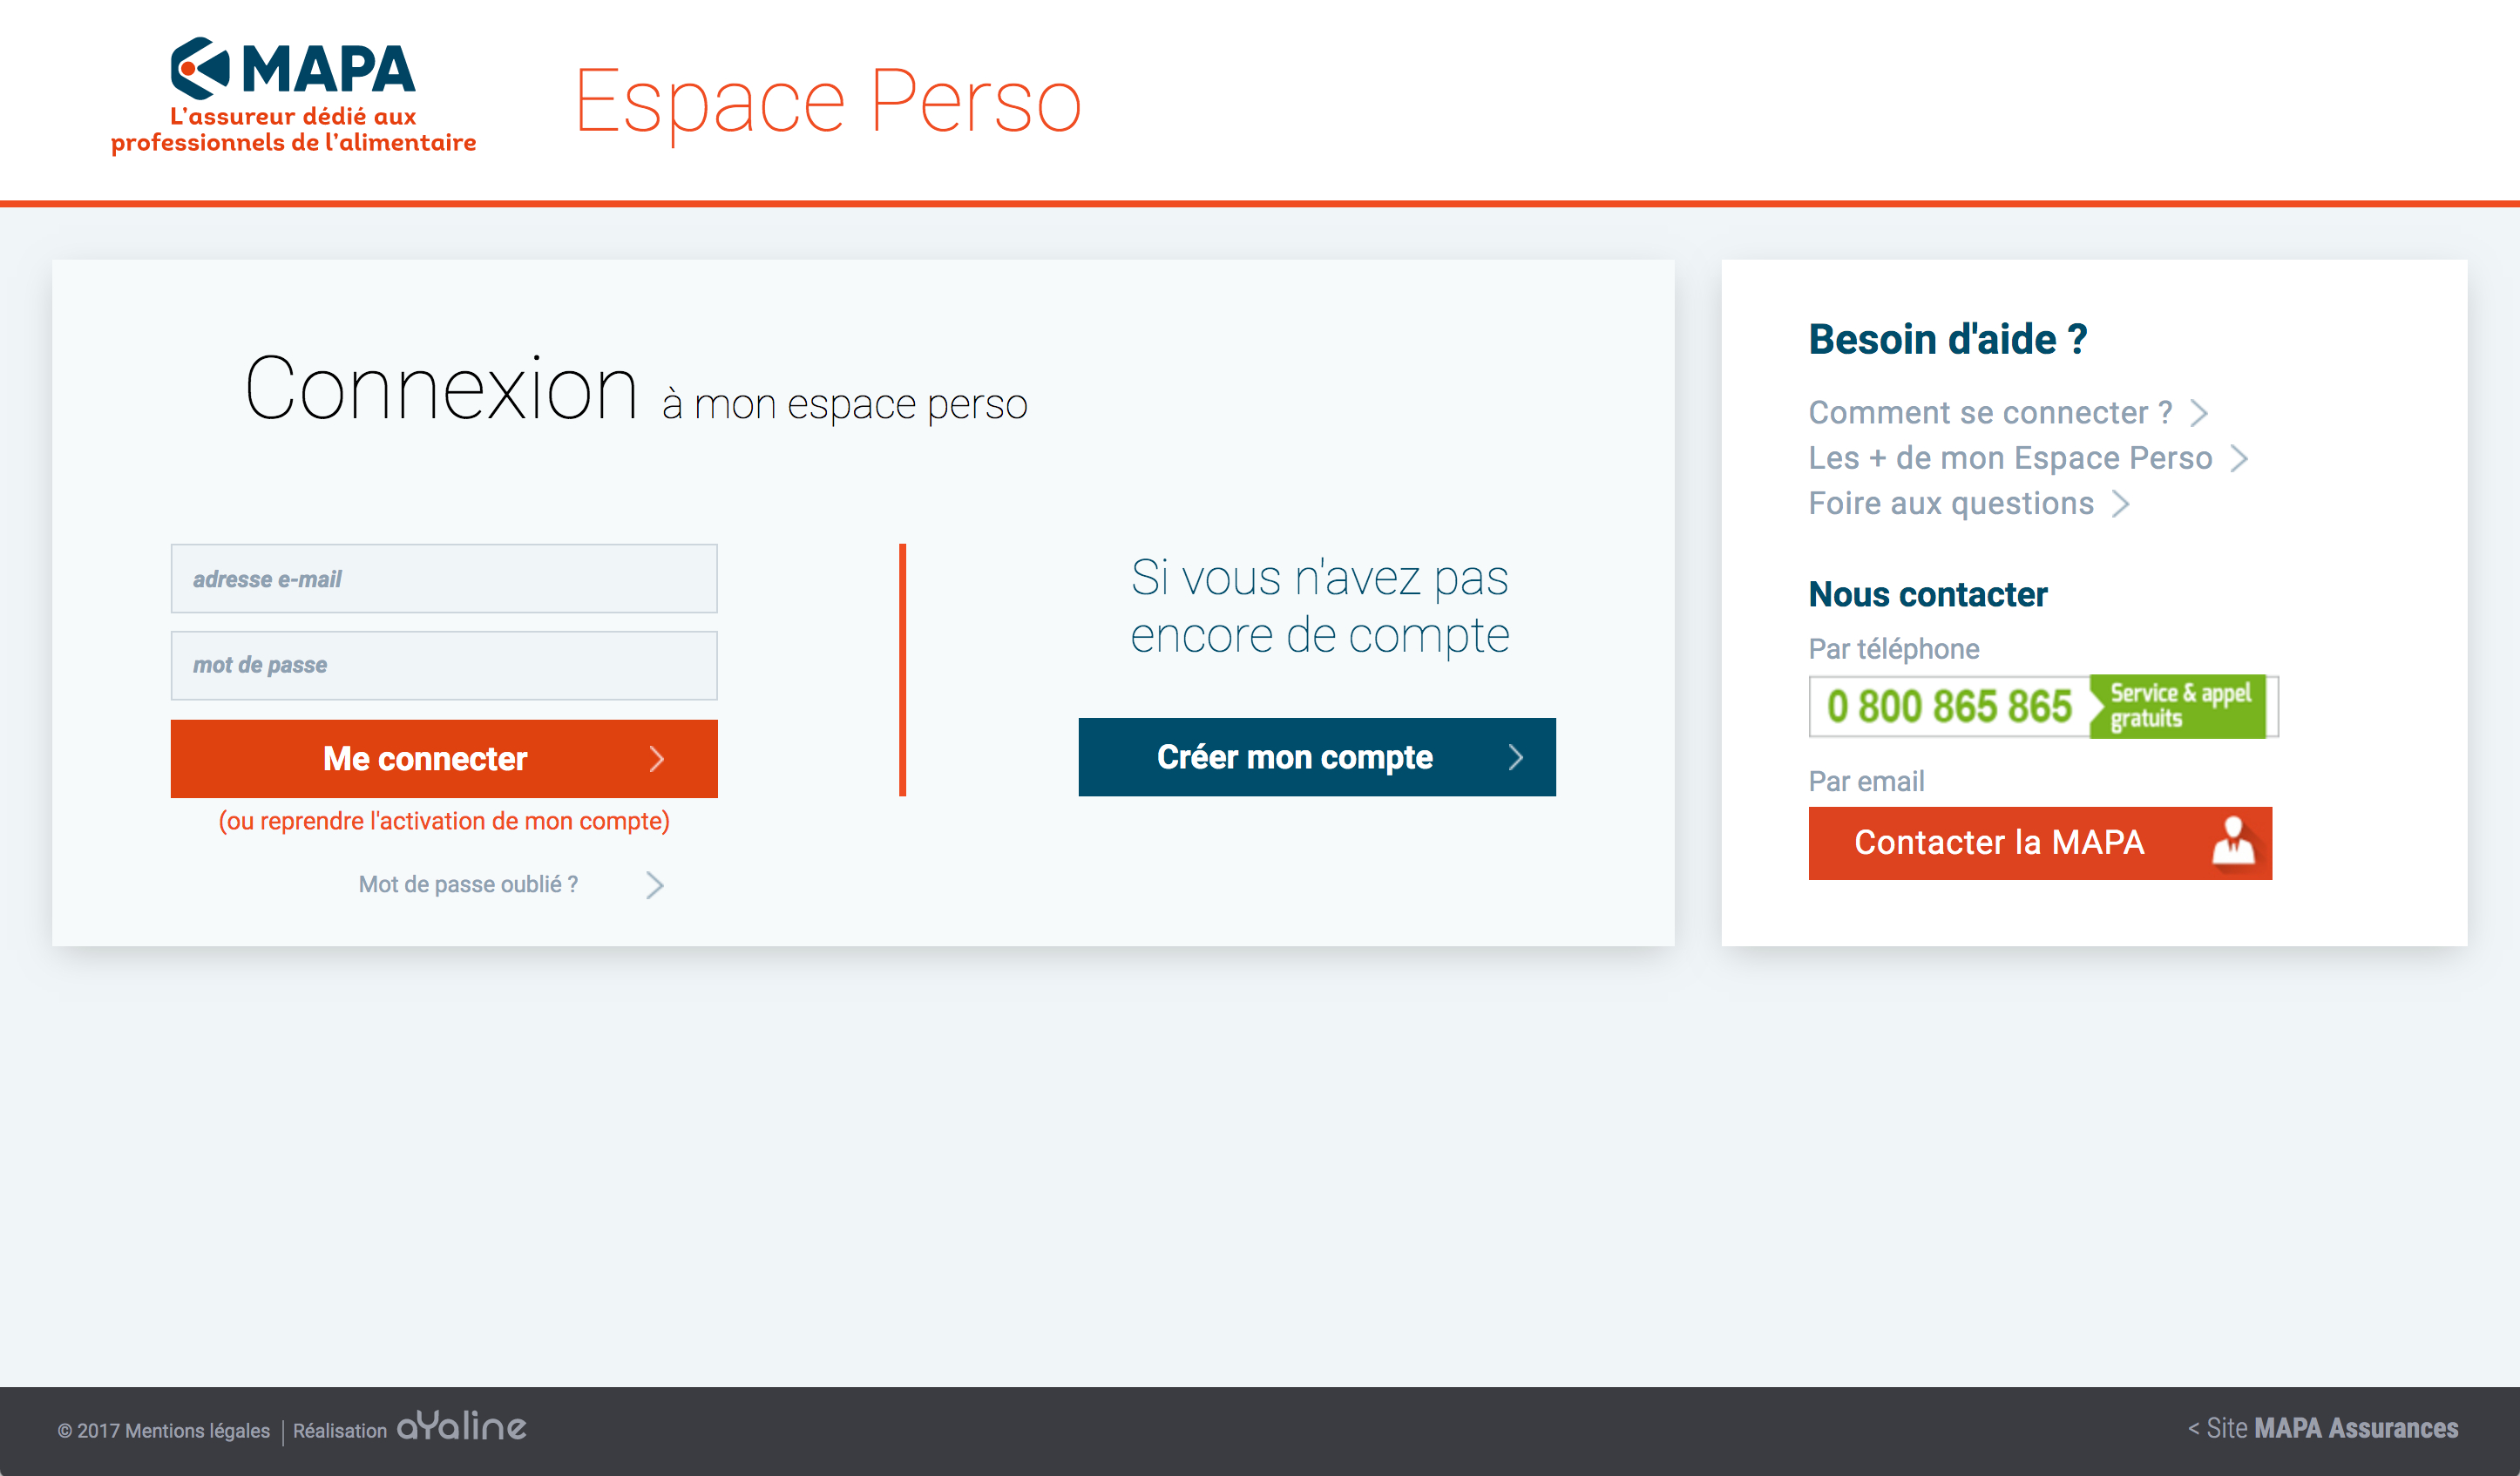 MAPA
L'assureur dédié aux
professionnels de l'alimentaire
Espace Perso
Connexion à mon espace perso
adresse e-mail
mot de passe
Me connecter
(ou reprendre l'activation de mon compte)
Mot de passe oublié ?
Si vous n'avez pas
encore de compte
Créer mon compte
Besoin d'aide ?
Comment se connecter ?
Les + de mon Espace Perso
Foire aux questions
Nous contacter
Par téléphone
0 800 865 865 Service & appel
gratuits
Par email
Contacter la MAPA
© 2017 Mentions légales | Réalisation aYaline
< Site MAPA Assurances